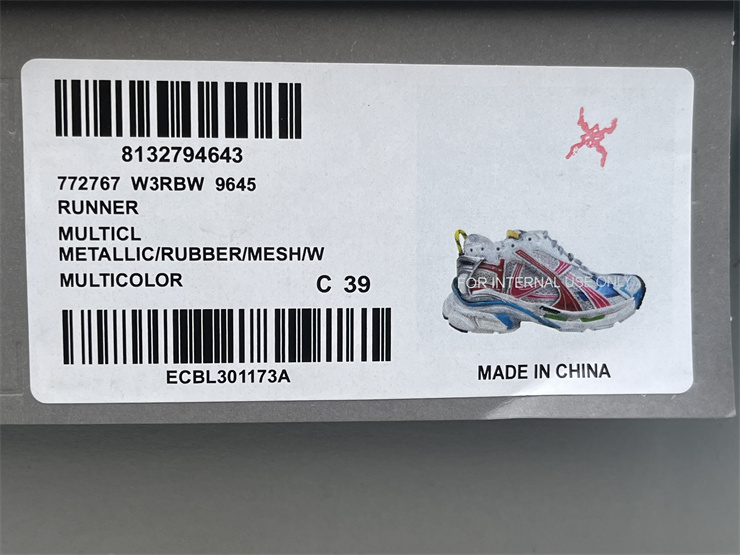 8132794643
772767 W3RBW 9645
RUNNER
MULTICL
METALLIC/RUBBER/MESH/W
MULTICOLOR
C 39
ECBL301173A
FOR INTERNAL USE ONLY
MADE IN CHINA